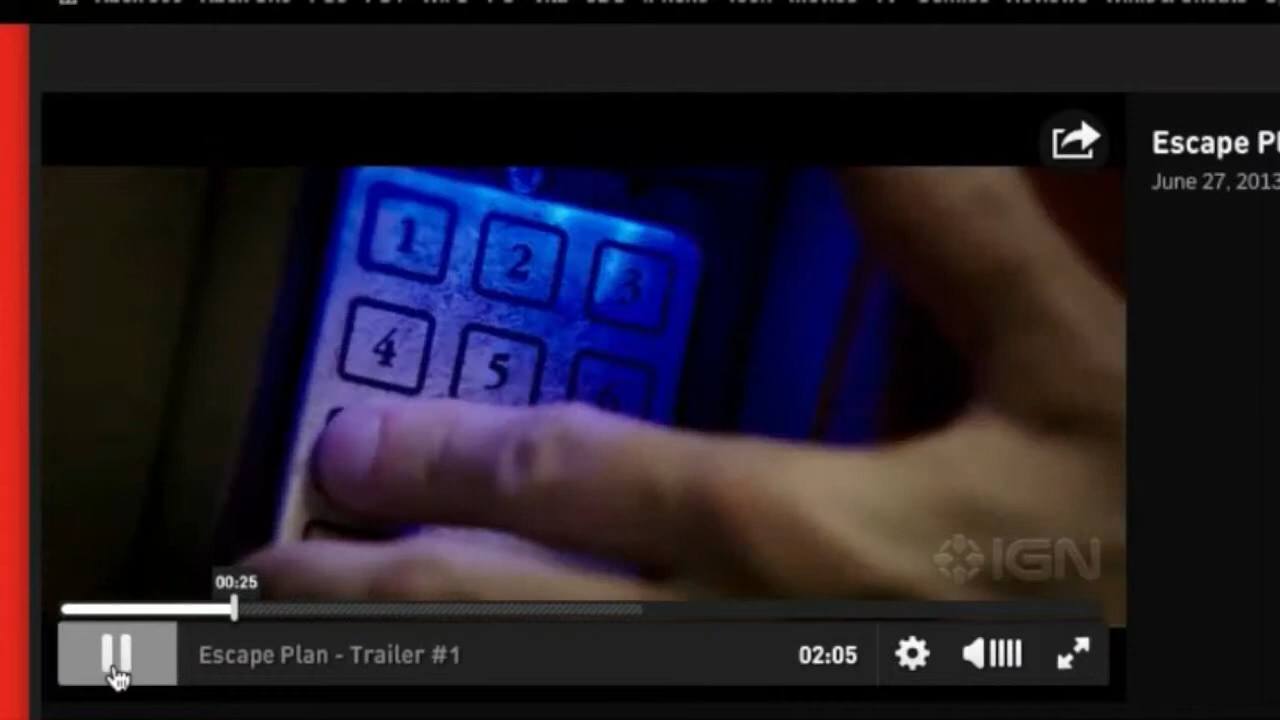 Escape Pl
June 27, 2013
1 2 3
4 5 6
IGN
00:25
Escape Plan - Trailer #1
02:05